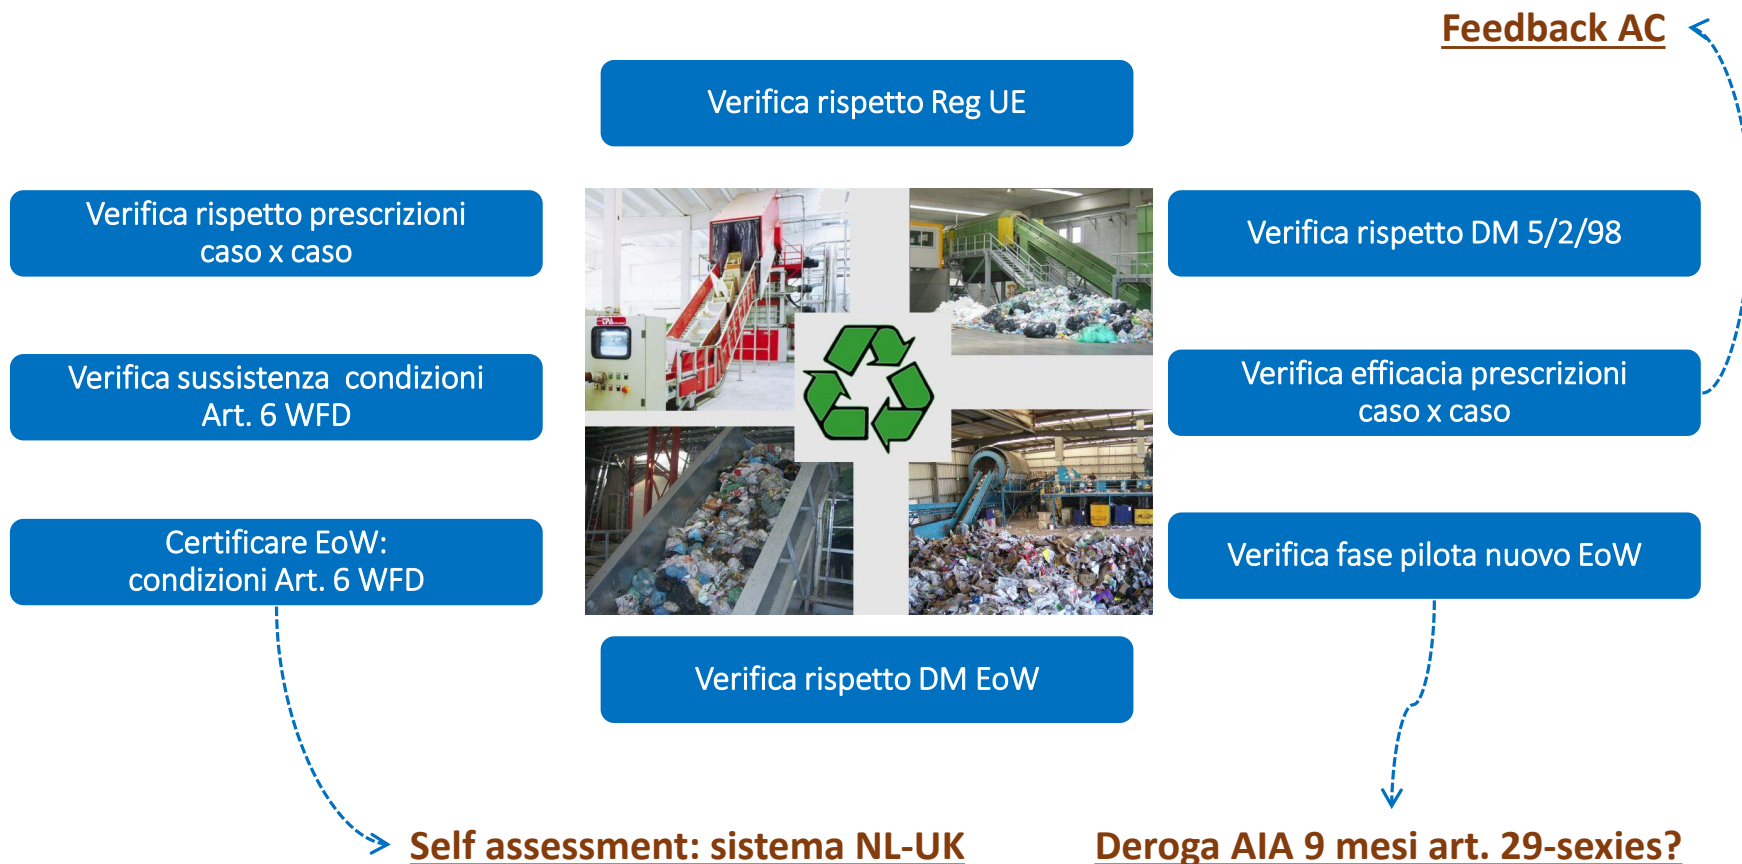 Feedback AC
Verifica rispetto Reg UE
Verifica rispetto prescrizioni
caso x caso
Verifica rispetto DM 5/2/98
Verifica sussistenza condizioni
Art. 6 WFD
Verifica efficacia prescrizioni
caso x caso
Certificare EoW:
condizioni Art. 6 WFD
Verifica fase pilota nuovo EoW
Verifica rispetto DM EoW
Self assessment: sistema NL-UK
Deroga AIA 9 mesi art. 29-sexies?